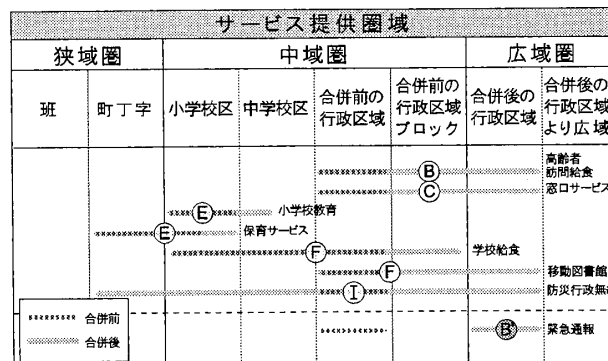 サービス提供圏域
狭域圏 中域圏 広域圏
班 町丁字 小学校区 中学校区 合併前の行政区域 合併前の行政区域ブロック 合併後の行政区域 合併後の行政区域より広域
高齢者
訪問給食
B
C 窓口サービス
E 小学校教育
E 保育サービス
F 学校給食
F 移動図書館
I 防災行政無
合併前
合併後
B' 緊急通報